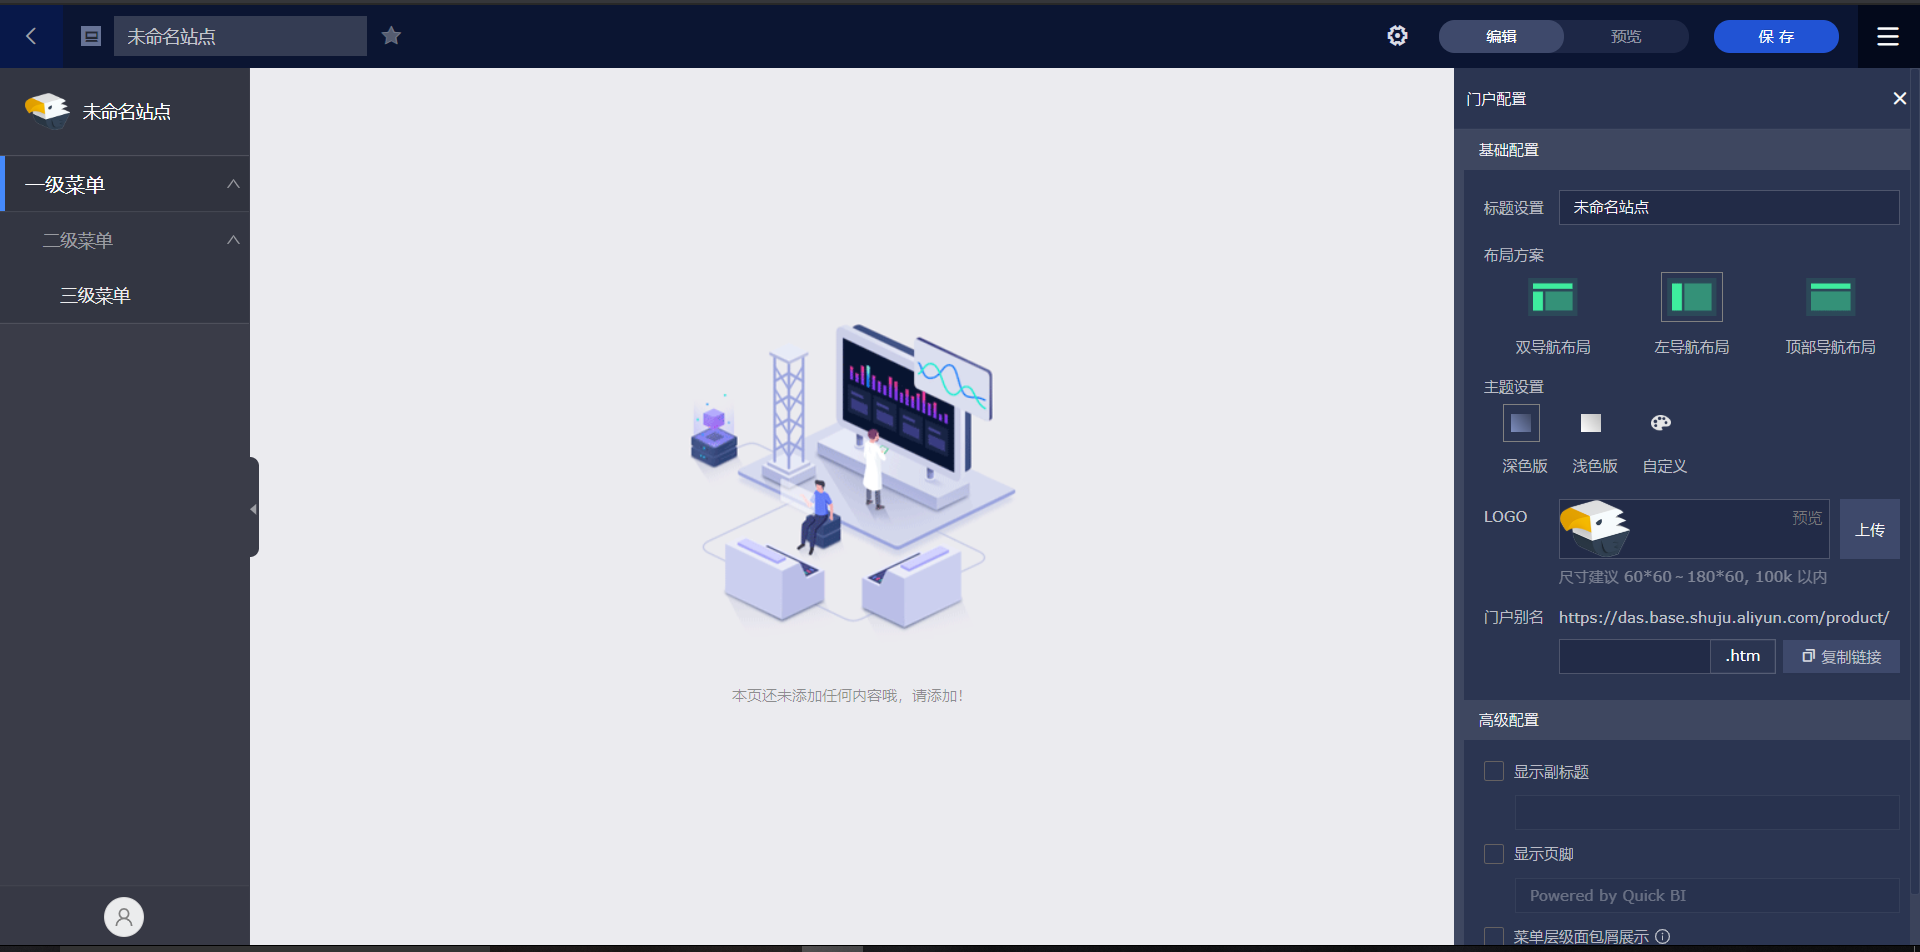 未命名站点
编辑
预览
保 存
未命名站点
一级菜单
二级菜单
三级菜单
本页还未添加任何内容哦，请添加！
门户配置
基础配置
标题设置 未命名站点
布局方案
双导航布局 左导航布局 顶部导航布局
主题设置
深色版 浅色版 自定义
LOGO 预览 上传
尺寸建议 60*60 ~ 180*60, 100k 以内
门户别名 https://das.base.shuju.aliyun.com/product/
.htm 复制链接
高级配置
显示副标题
显示页脚
Powered by Quick BI
菜单层级面包屑展示